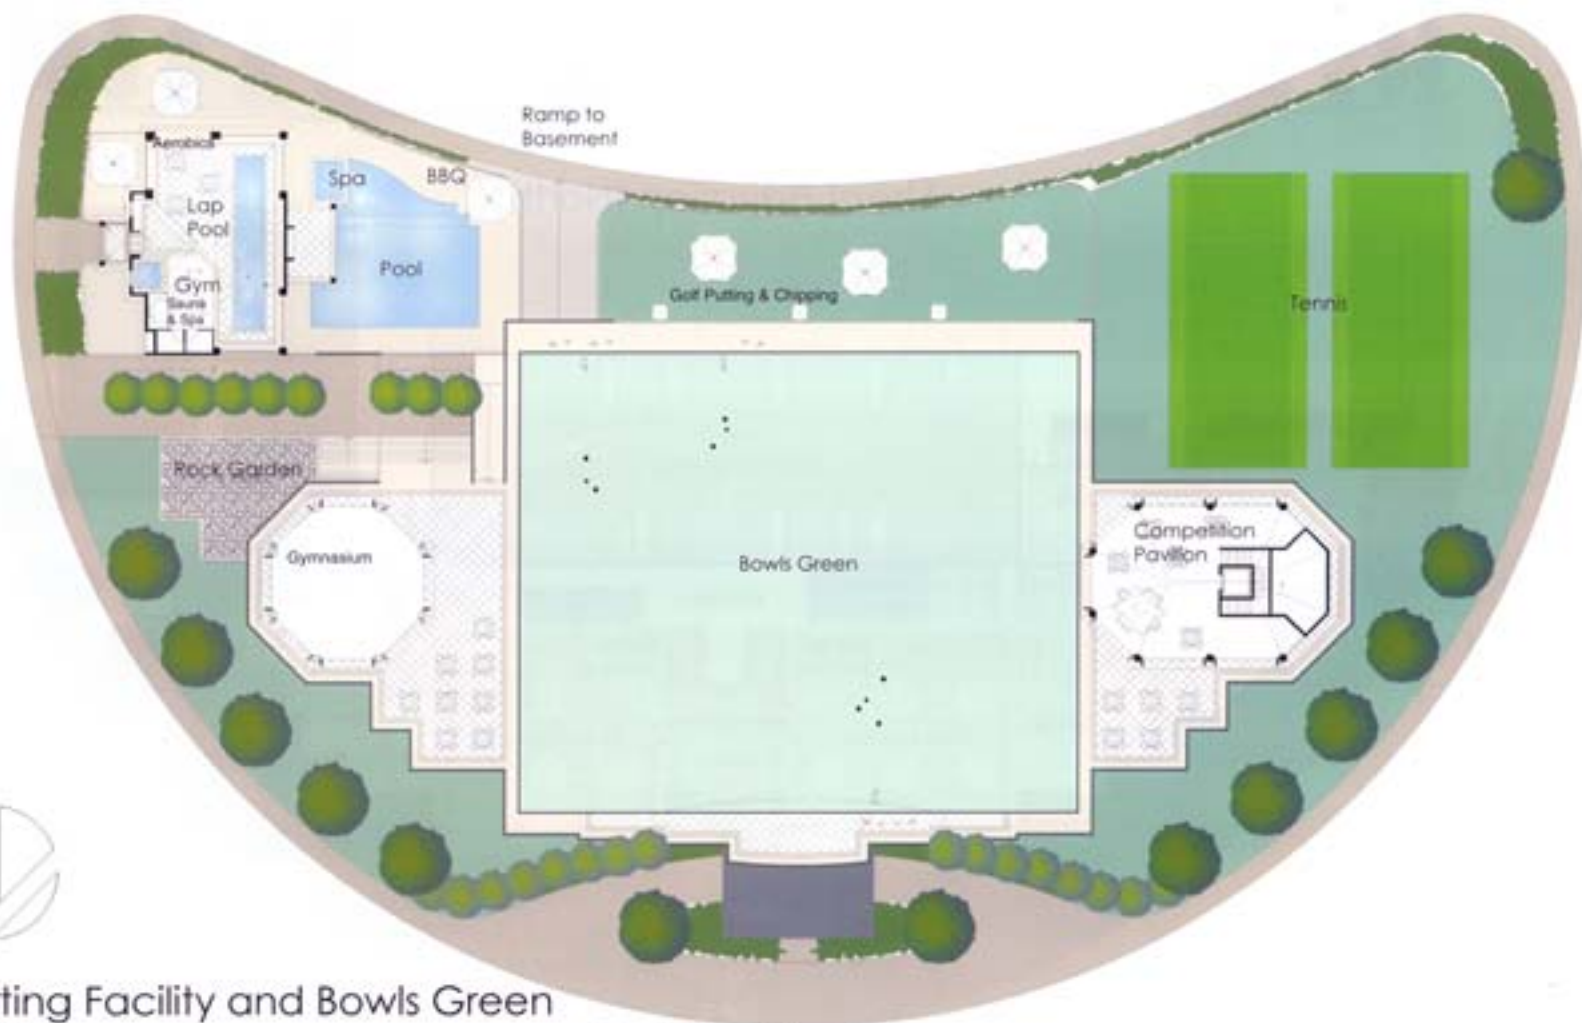 Ramp to
Basement
Aerobics
Spa
BBQ
Lap
Pool
Pool
Gym
Sauna
& Spa
Golf Putting & Chipping
Tennis
Rock Garden
Gymnasium
Bowls Green
Competition
Pavilion
ting Facility and Bowls Green